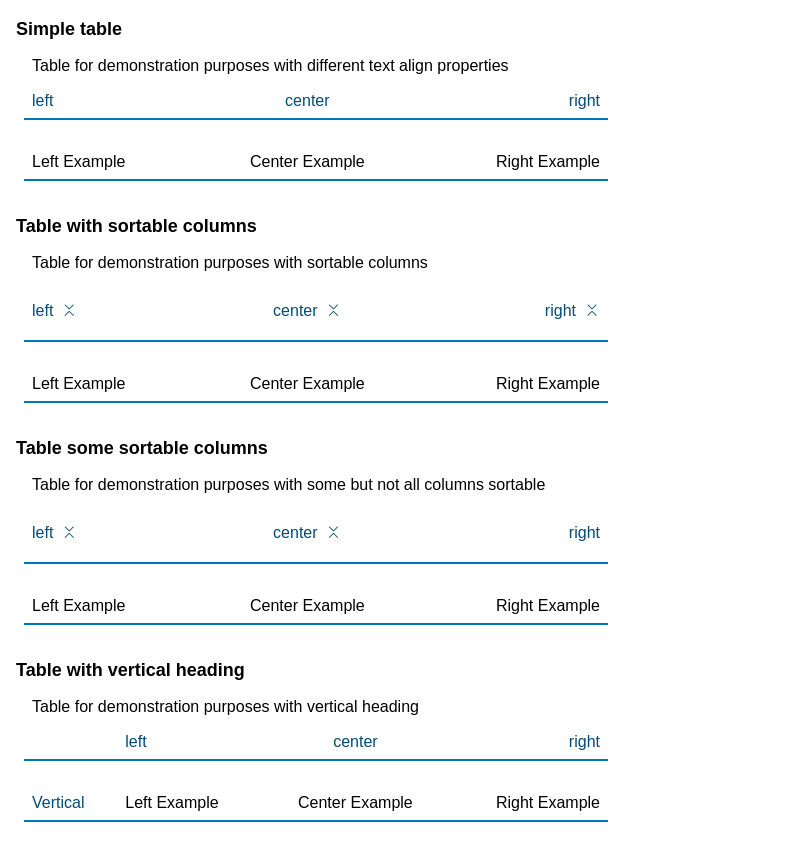 Simple table
Table for demonstration purposes with different text align properties
left center right
Left Example Center Example Right Example
Table with sortable columns
Table for demonstration purposes with sortable columns
left center right
Left Example Center Example Right Example
Table some sortable columns
Table for demonstration purposes with some but not all columns sortable
left center right
Left Example Center Example Right Example
Table with vertical heading
Table for demonstration purposes with vertical heading
left center right
Vertical Left Example Center Example Right Example